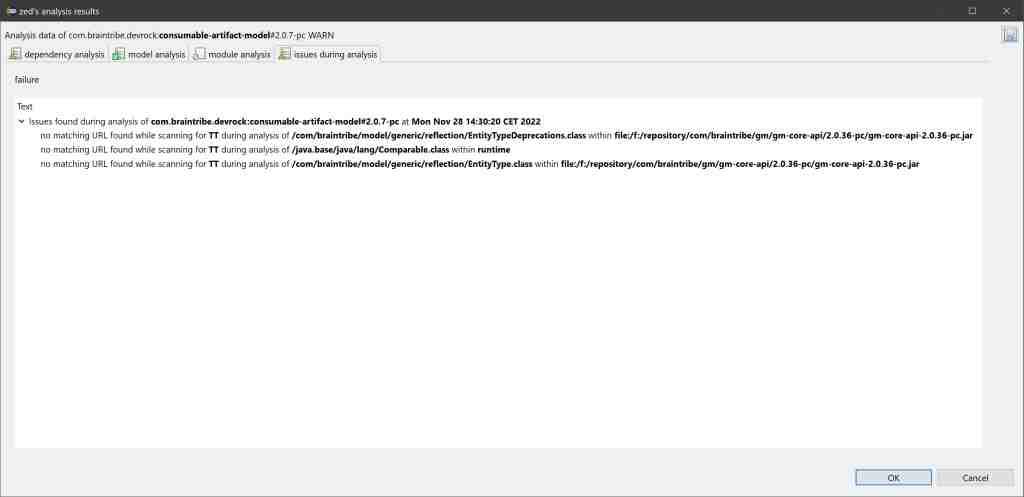 zed's analysis results
Analysis data of com.braintribe.devrock:consumable-artifact-model#2.0.7-pc WARN
dependency analysis model analysis module analysis issues during analysis
failure
Text
Issues found during analysis of com.braintribe.devrock:consumable-artifact-model#2.0.7-pc at Mon Nov 28 14:30:20 CET 2022
no matching URL found while scanning for TT during analysis of /com/braintribe/model/generic/reflection/EntityTypeDeprecations.class within file:/f:/repository/com/braintribe/gm/gm-core-api/2.0.36-pc/gm-core-api-2.0.36-pc.jar
no matching URL found while scanning for TT during analysis of /java.base/java/lang/Comparable.class within runtime
no matching URL found while scanning for TT during analysis of /com/braintribe/model/generic/reflection/EntityType.class within file:/f:/repository/com/braintribe/gm/gm-core-api/2.0.36-pc/gm-core-api-2.0.36-pc.jar
OK Cancel